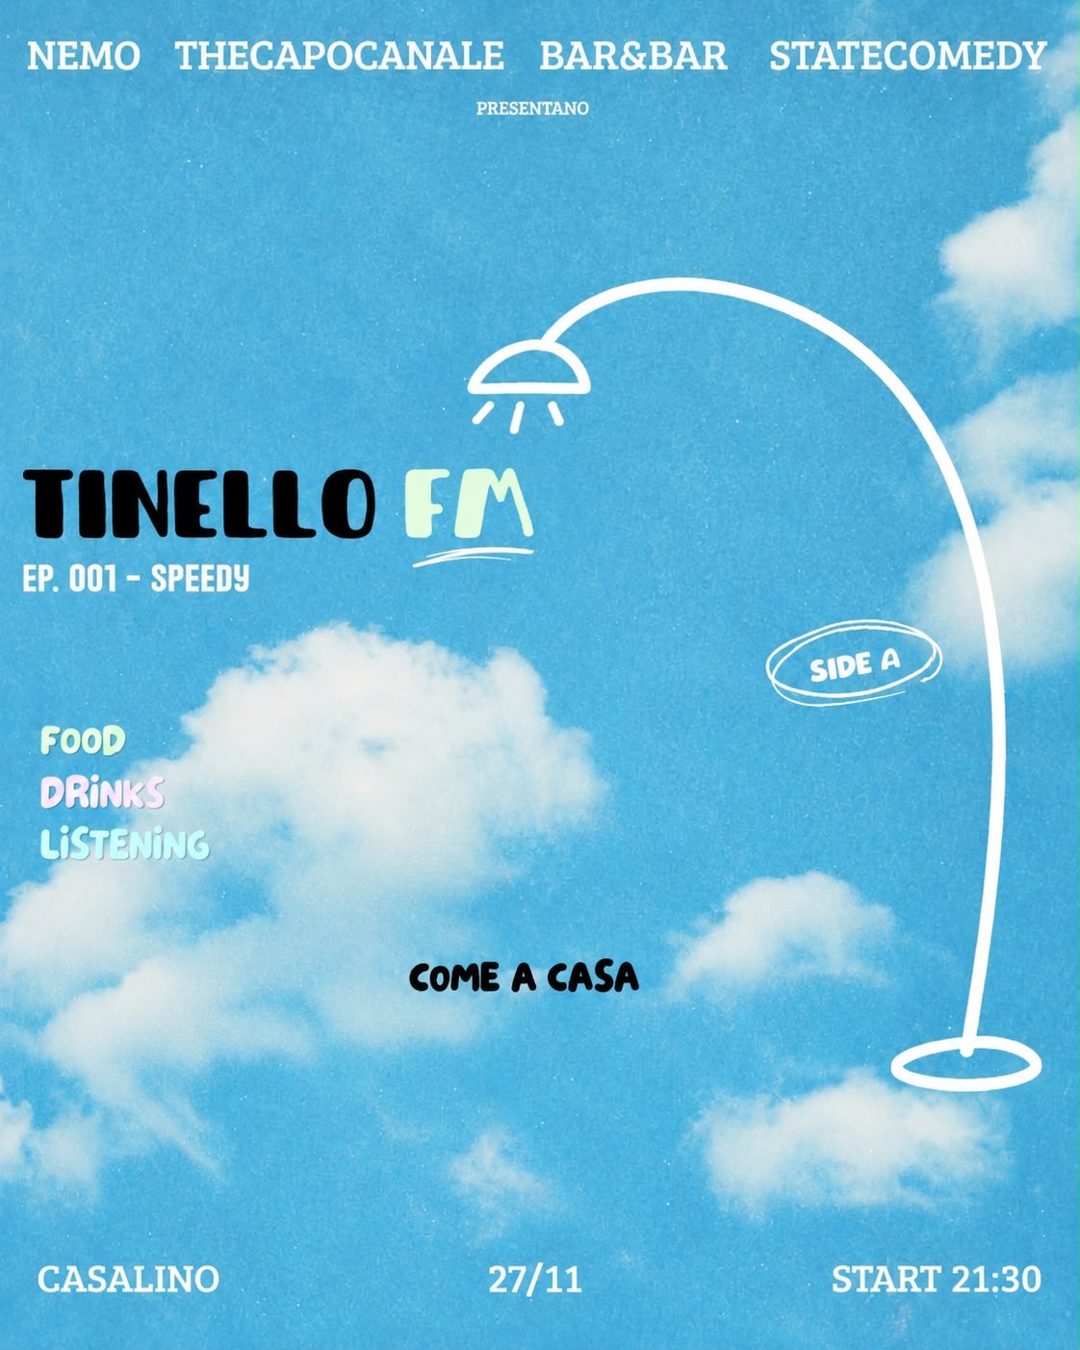 NEMO THECAPOCANALE BAR&BAR STATECOMEDY
PRESENTANO
TINELLO FM
EP. 001 - SPEEDY
SIDE A
FOOD
DRiNKS
LiSTENiNG
COME A CASA
CASALINO 27/11 START 21:30